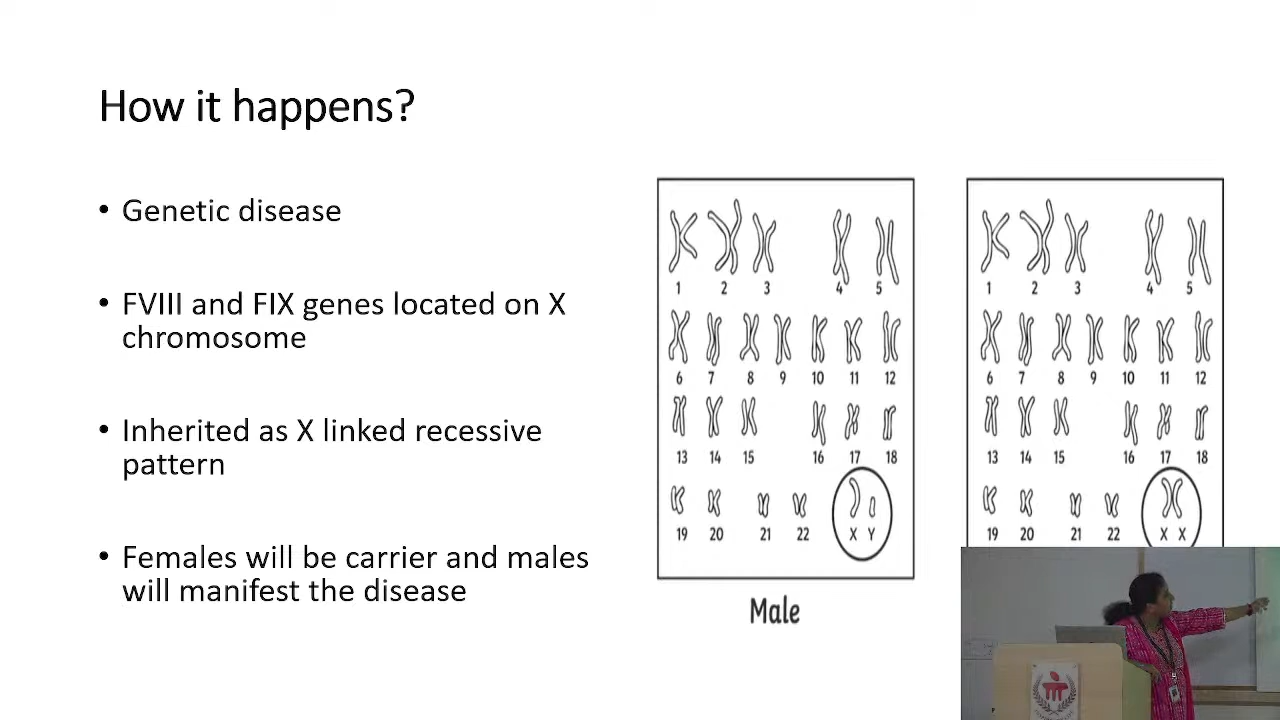 How it happens?
• Genetic disease
• FVIII and FIX genes located on X
chromosome
• Inherited as X linked recessive
pattern
• Females will be carrier and males
will manifest the disease
1 2 3 4 5
6 7 8 9 10 11 12
13 14 15 16 17 18
19 20 21 22 X Y
Male
1 2 3 4 5
6 7 8 9 10 11 12
13 14 15 16 17 18
19 20 21 22 X X